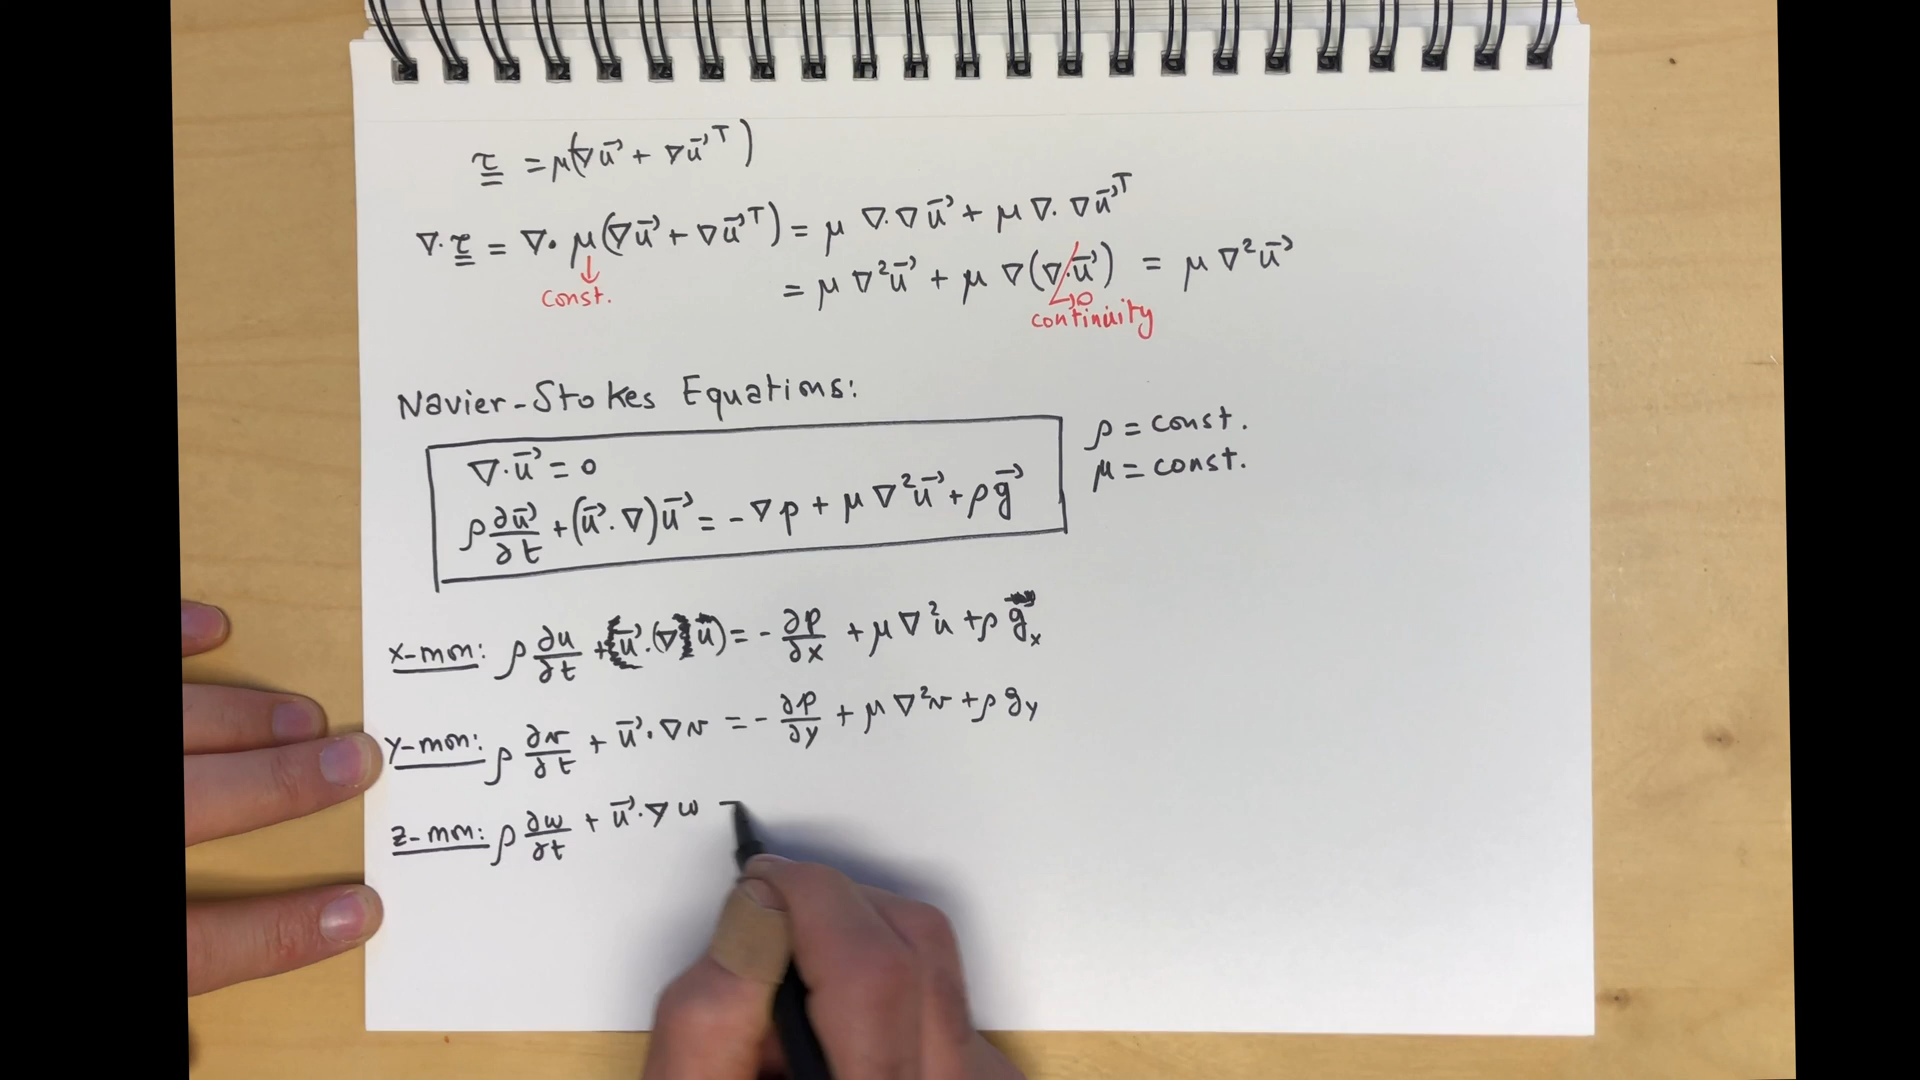 τ = μ(∇u⃗ + ∇u⃗ᵀ)
∇·τ = ∇·μ(∇u⃗ + ∇u⃗ᵀ) = μ ∇·∇u⃗ + μ ∇·∇u⃗ᵀ
= μ ∇²u⃗ + μ ∇(∇·u⃗) = μ ∇²u⃗
const.
→0
continuity
Navier-Stokes Equations:
∇·u⃗ = 0
ρ ∂u⃗/∂t + (u⃗·∇)u⃗ = -∇p + μ∇²u⃗ + ρg⃗
ρ = const.
μ = const.
x-mom: ρ ∂u/∂t + u⃗·(∇u) = -∂p/∂x + μ∇²u + ρ gₓ
y-mom: ρ ∂v/∂t + u⃗·∇v = -∂p/∂y + μ∇²v + ρ g_y
z-mom: ρ ∂w/∂t + u⃗·∇w -